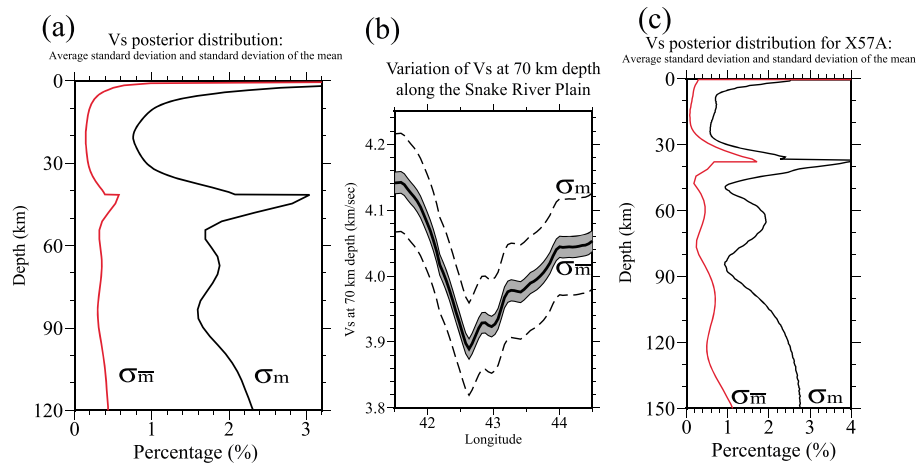 (a)
Vs posterior distribution:
Average standard deviation and standard deviation of the mean
0
30
60
90
120
Depth (km)
σm̅
σm
0
1
2
3
Percentage (%)
(b)
Variation of Vs at 70 km depth
along the Snake River Plain
4.2
4.1
4.0
3.9
3.8
Vs at 70 km depth (km/sec)
σm
σm̅
42
43
44
Longitude
(c)
Vs posterior distribution for X57A:
Average standard deviation and standard deviation of the mean
0
30
60
90
120
150
Depth (km)
σm̅
σm
0
1
2
3
4
Percentage (%)